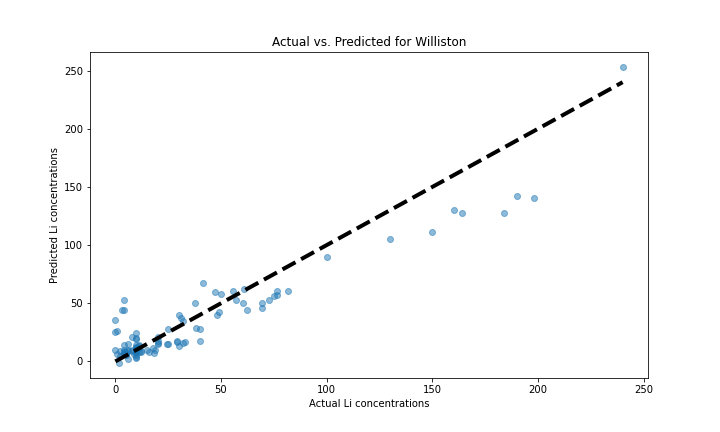 Actual vs. Predicted for Williston
Predicted Li concentrations
250
200
150
100
50
0
0 50 100 150 200 250
Actual Li concentrations